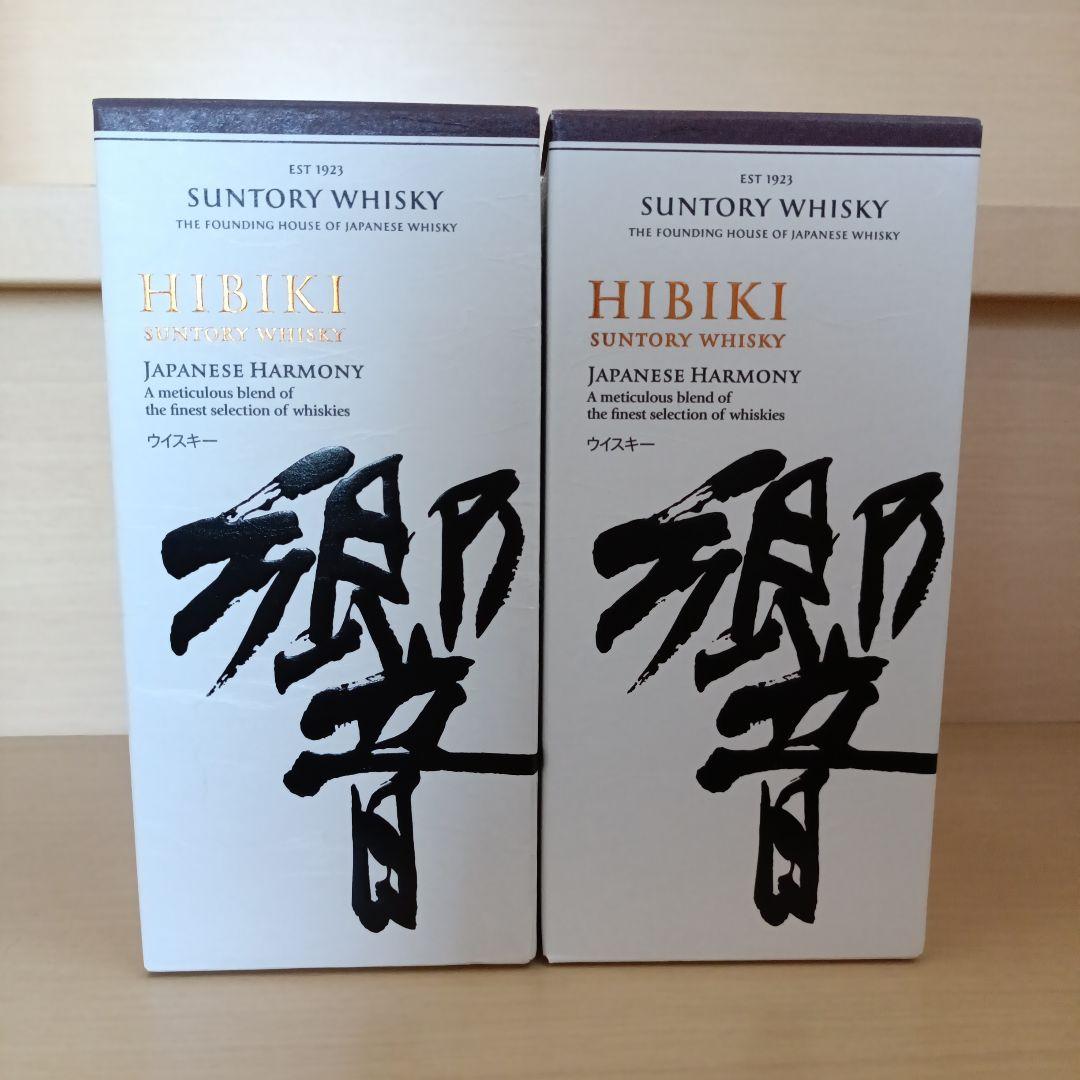 EST 1923
SUNTORY WHISKY
THE FOUNDING HOUSE OF JAPANESE WHISKY
HIBIKI
SUNTORY WHISKY
JAPANESE HARMONY
A meticulous blend of
the finest selection of whiskies
ウイスキー
響
EST 1923
SUNTORY WHISKY
THE FOUNDING HOUSE OF JAPANESE WHISKY
HIBIKI
SUNTORY WHISKY
JAPANESE HARMONY
A meticulous blend of
the finest selection of whiskies
ウイスキー
響